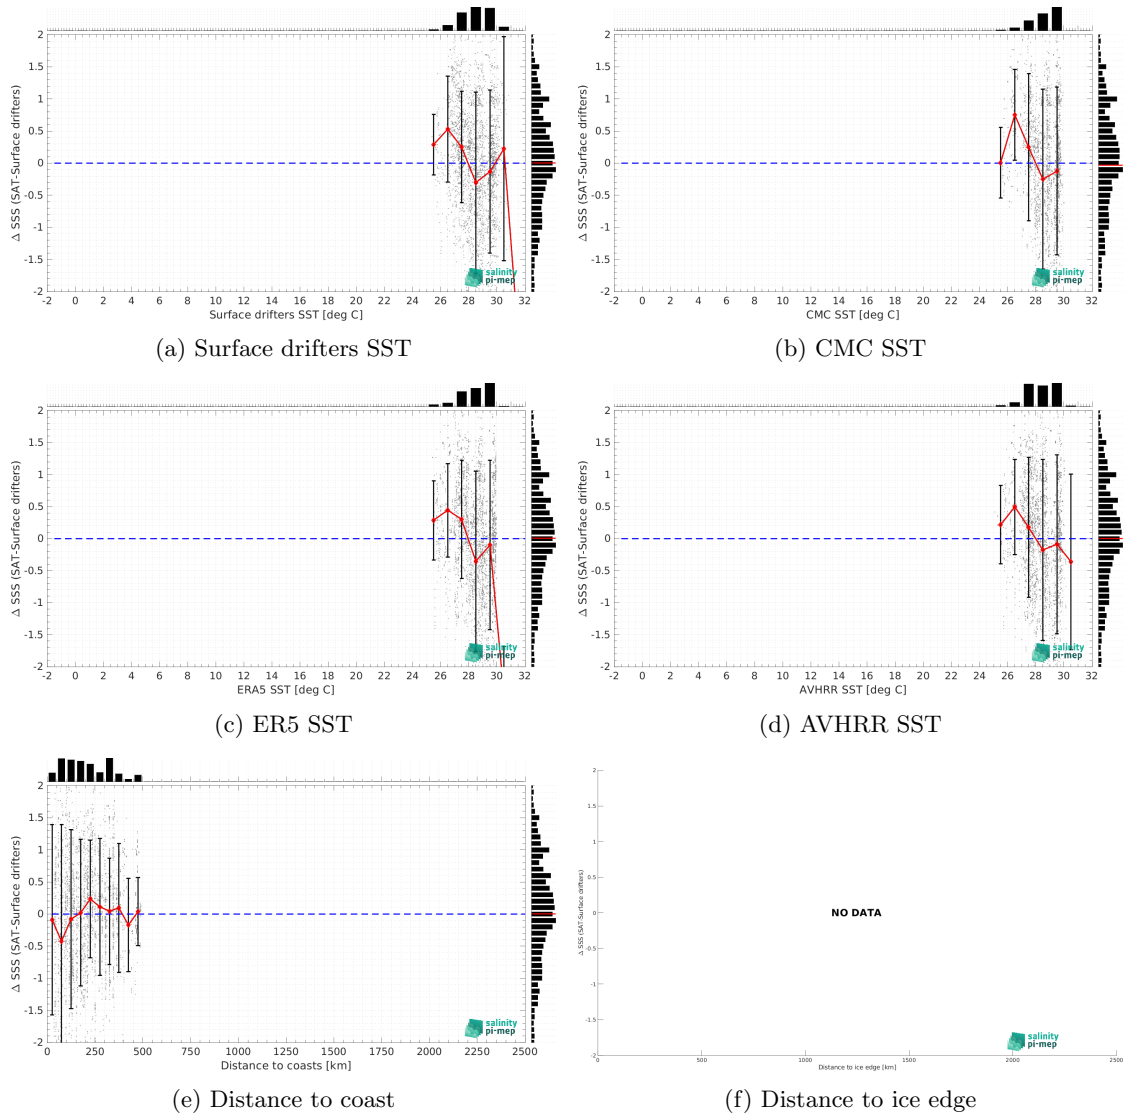 2
1.5
1
0.5
0
-0.5
-1
-1.5
-2
Δ SSS (SAT-Surface drifters)
-2 0 2 4 6 8 10 12 14 16 18 20 22 24 26 28 30 32
Surface drifters SST [deg C]
salinity
pi-mep
(a) Surface drifters SST
2
1.5
1
0.5
0
-0.5
-1
-1.5
-2
Δ SSS (SAT-Surface drifters)
-2 0 2 4 6 8 10 12 14 16 18 20 22 24 26 28 30 32
CMC SST [deg C]
salinity
pi-mep
(b) CMC SST
2
1.5
1
0.5
0
-0.5
-1
-1.5
-2
Δ SSS (SAT-Surface drifters)
-2 0 2 4 6 8 10 12 14 16 18 20 22 24 26 28 30 32
ERA5 SST [deg C]
salinity
pi-mep
(c) ER5 SST
2
1.5
1
0.5
0
-0.5
-1
-1.5
-2
Δ SSS (SAT-Surface drifters)
-2 0 2 4 6 8 10 12 14 16 18 20 22 24 26 28 30 32
AVHRR SST [deg C]
salinity
pi-mep
(d) AVHRR SST
2
1.5
1
0.5
0
-0.5
-1
-1.5
-2
Δ SSS (SAT-Surface drifters)
0 250 500 750 1000 1250 1500 1750 2000 2250 2500
Distance to coasts [km]
salinity
pi-mep
(e) Distance to coast
2
1.5
1
0.5
0
-0.5
-1
-1.5
-2
Δ SSS (SAT-Surface drifters)
NO DATA
0 500 1000 1500 2000 2500
Distance to ice edge [km]
salinity
pi-mep
(f) Distance to ice edge